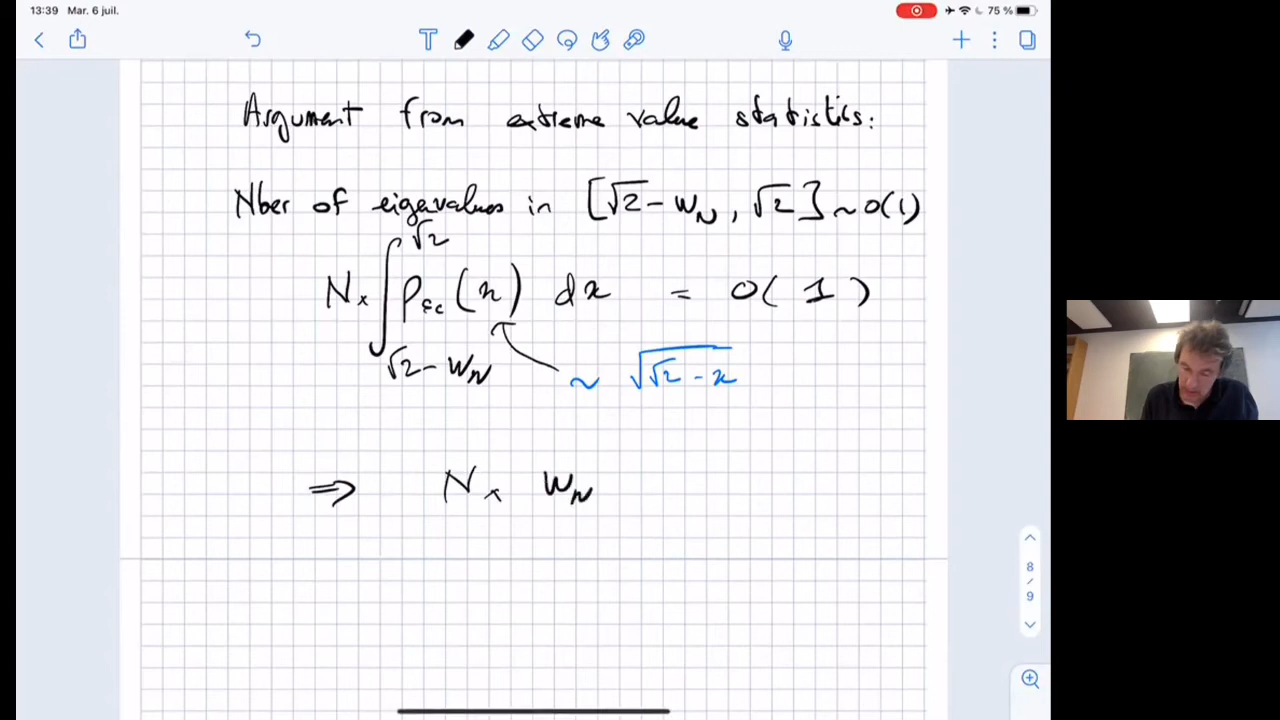 13:39 Mar. 6 juil. 75 %
T
Argument from extreme value statistics:
Nber of eigavalues in [√2 - W_N, √2] ~ O(1)
N × ∫_{√2 - W_N}^{√2} ρ_sc(x) dx = O(1)
~ √(√2 - x)
⇒ N × W_N
8 / 9